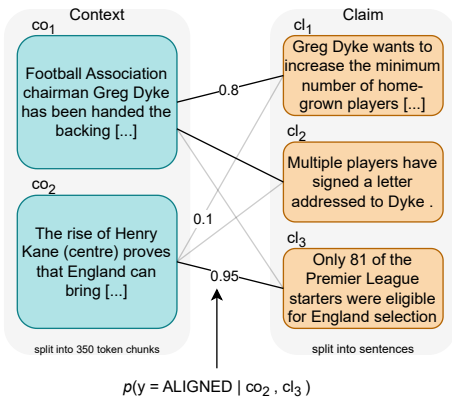 Context
co1
Football Association
chairman Greg Dyke
has been handed the
backing [...]
co2
The rise of Henry
Kane (centre) proves
that England can
bring [...]
split into 350 token chunks
0.8
0.1
0.95
Claim
cl1
Greg Dyke wants to
increase the minimum
number of home-
grown players [...]
cl2
Multiple players have
signed a letter
addressed to Dyke .
cl3
Only 81 of the
Premier League
starters were eligible
for England selection
split into sentences
p(y = ALIGNED | co2 , cl3 )